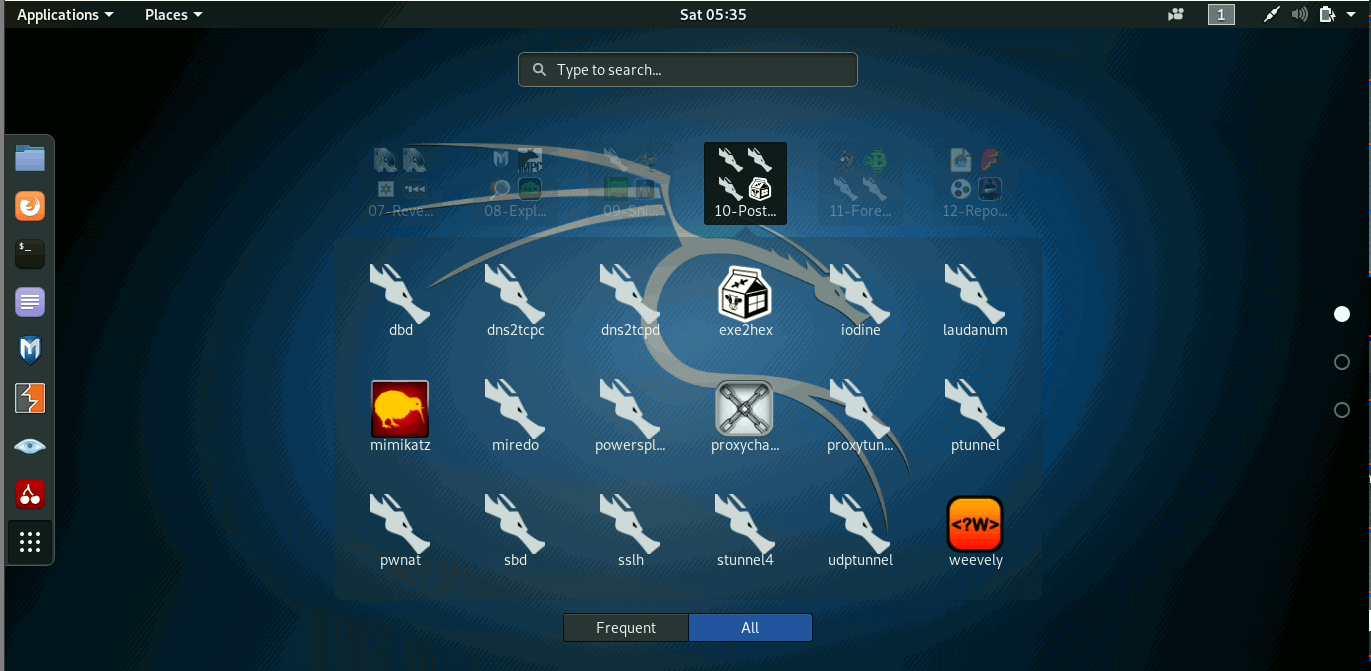 Applications Places Sat 05:35 1
Type to search...
07-Reve... 08-Expl... 09-Sni... 10-Post... 11-Fore... 12-Repo...
dbd dns2tcpc dns2tcpd exe2hex iodine laudanum
mimikatz miredo powerspl... proxycha... proxytun... ptunnel
<?W>
pwnat sbd sslh stunnel4 udptunnel weevely
Frequent All